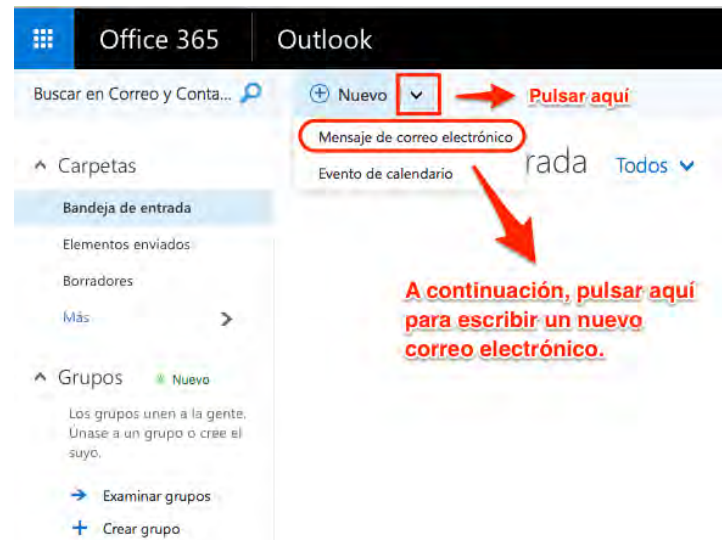 Office 365
Outlook
Buscar en Correo y Conta...
Nuevo
Pulsar aquí
Mensaje de correo electrónico
Evento de calendario
rada
Todos
Carpetas
Bandeja de entrada
Elementos enviados
Borradores
Más
A continuación, pulsar aquí
para escribir un nuevo
correo electrónico.
Grupos
Nuevo
Los grupos unen a la gente.
Únase a un grupo o cree el
suyo.
Examinar grupos
Crear grupo